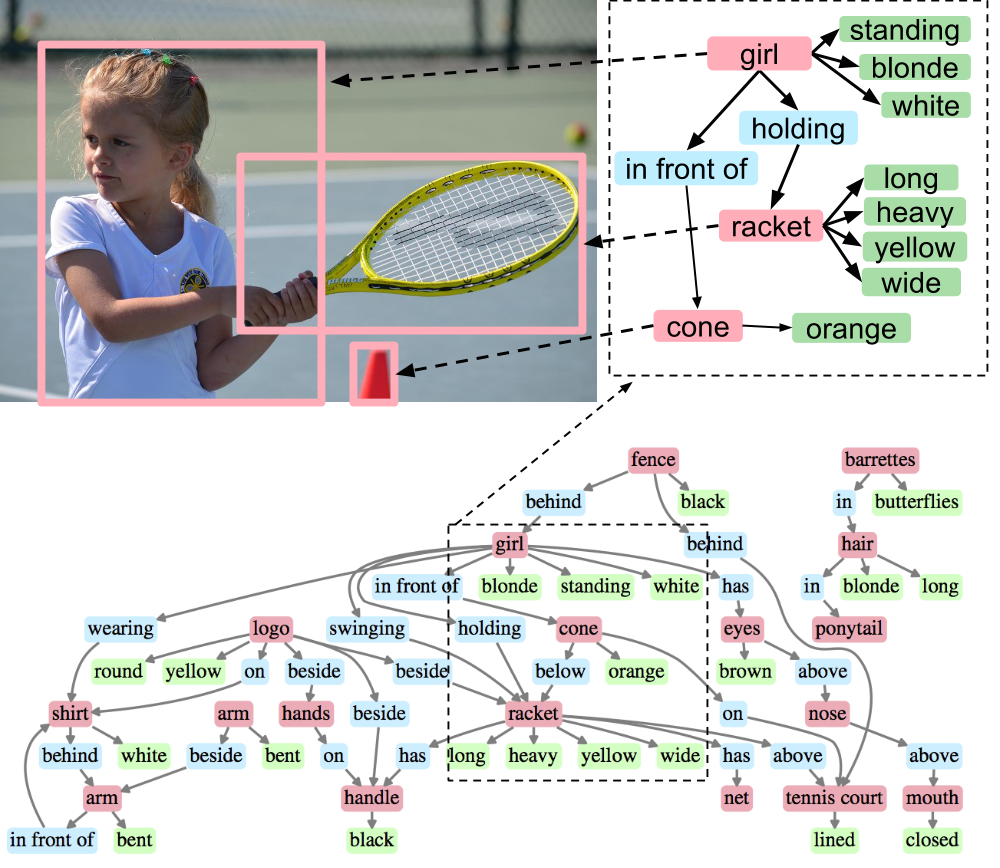 standing
girl
blonde
white
holding
in front of
long
racket
heavy
yellow
wide
cone
orange
fence
barrettes
behind
black
in
butterflies
girl
behind
hair
in front of
blonde
standing
white
has
in
blonde
long
wearing
logo
swinging
holding
cone
eyes
ponytail
round
yellow
on
beside
beside
below
orange
brown
above
shirt
arm
hands
beside
racket
on
nose
behind
white
beside
bent
on
has
long
heavy
yellow
wide
has
above
above
arm
handle
net
tennis court
mouth
in front of
bent
black
lined
closed